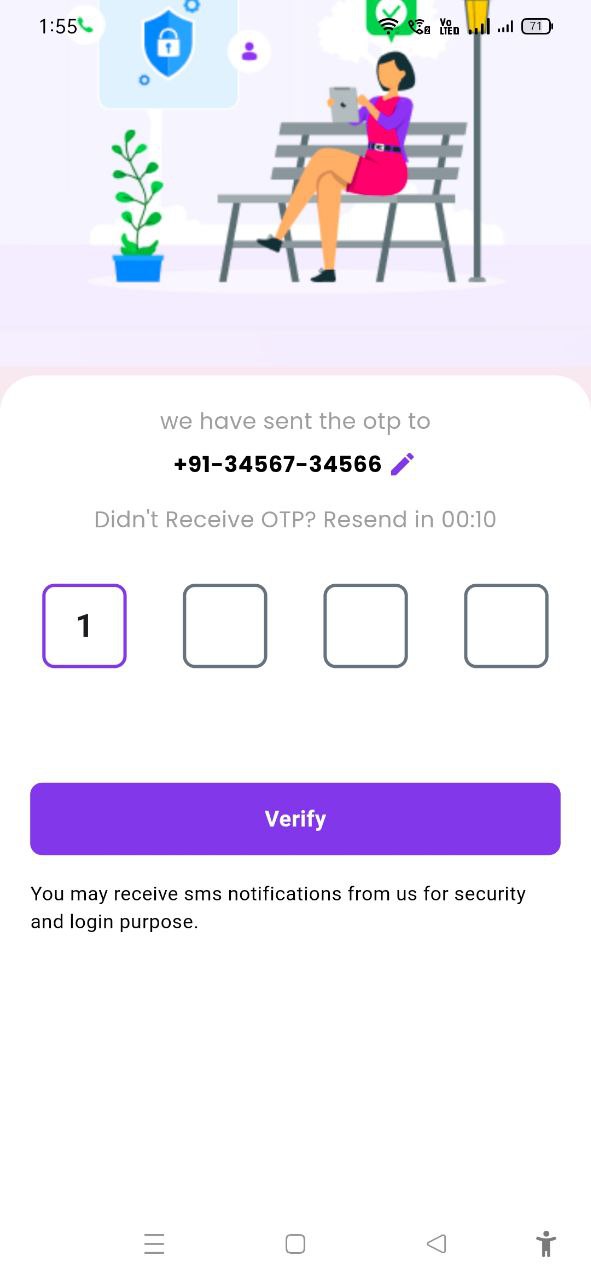 1:55
Vo
LTED
71
we have sent the otp to
+91-34567-34566
Didn't Receive OTP? Resend in 00:10
1
Verify
You may receive sms notifications from us for security
and login purpose.